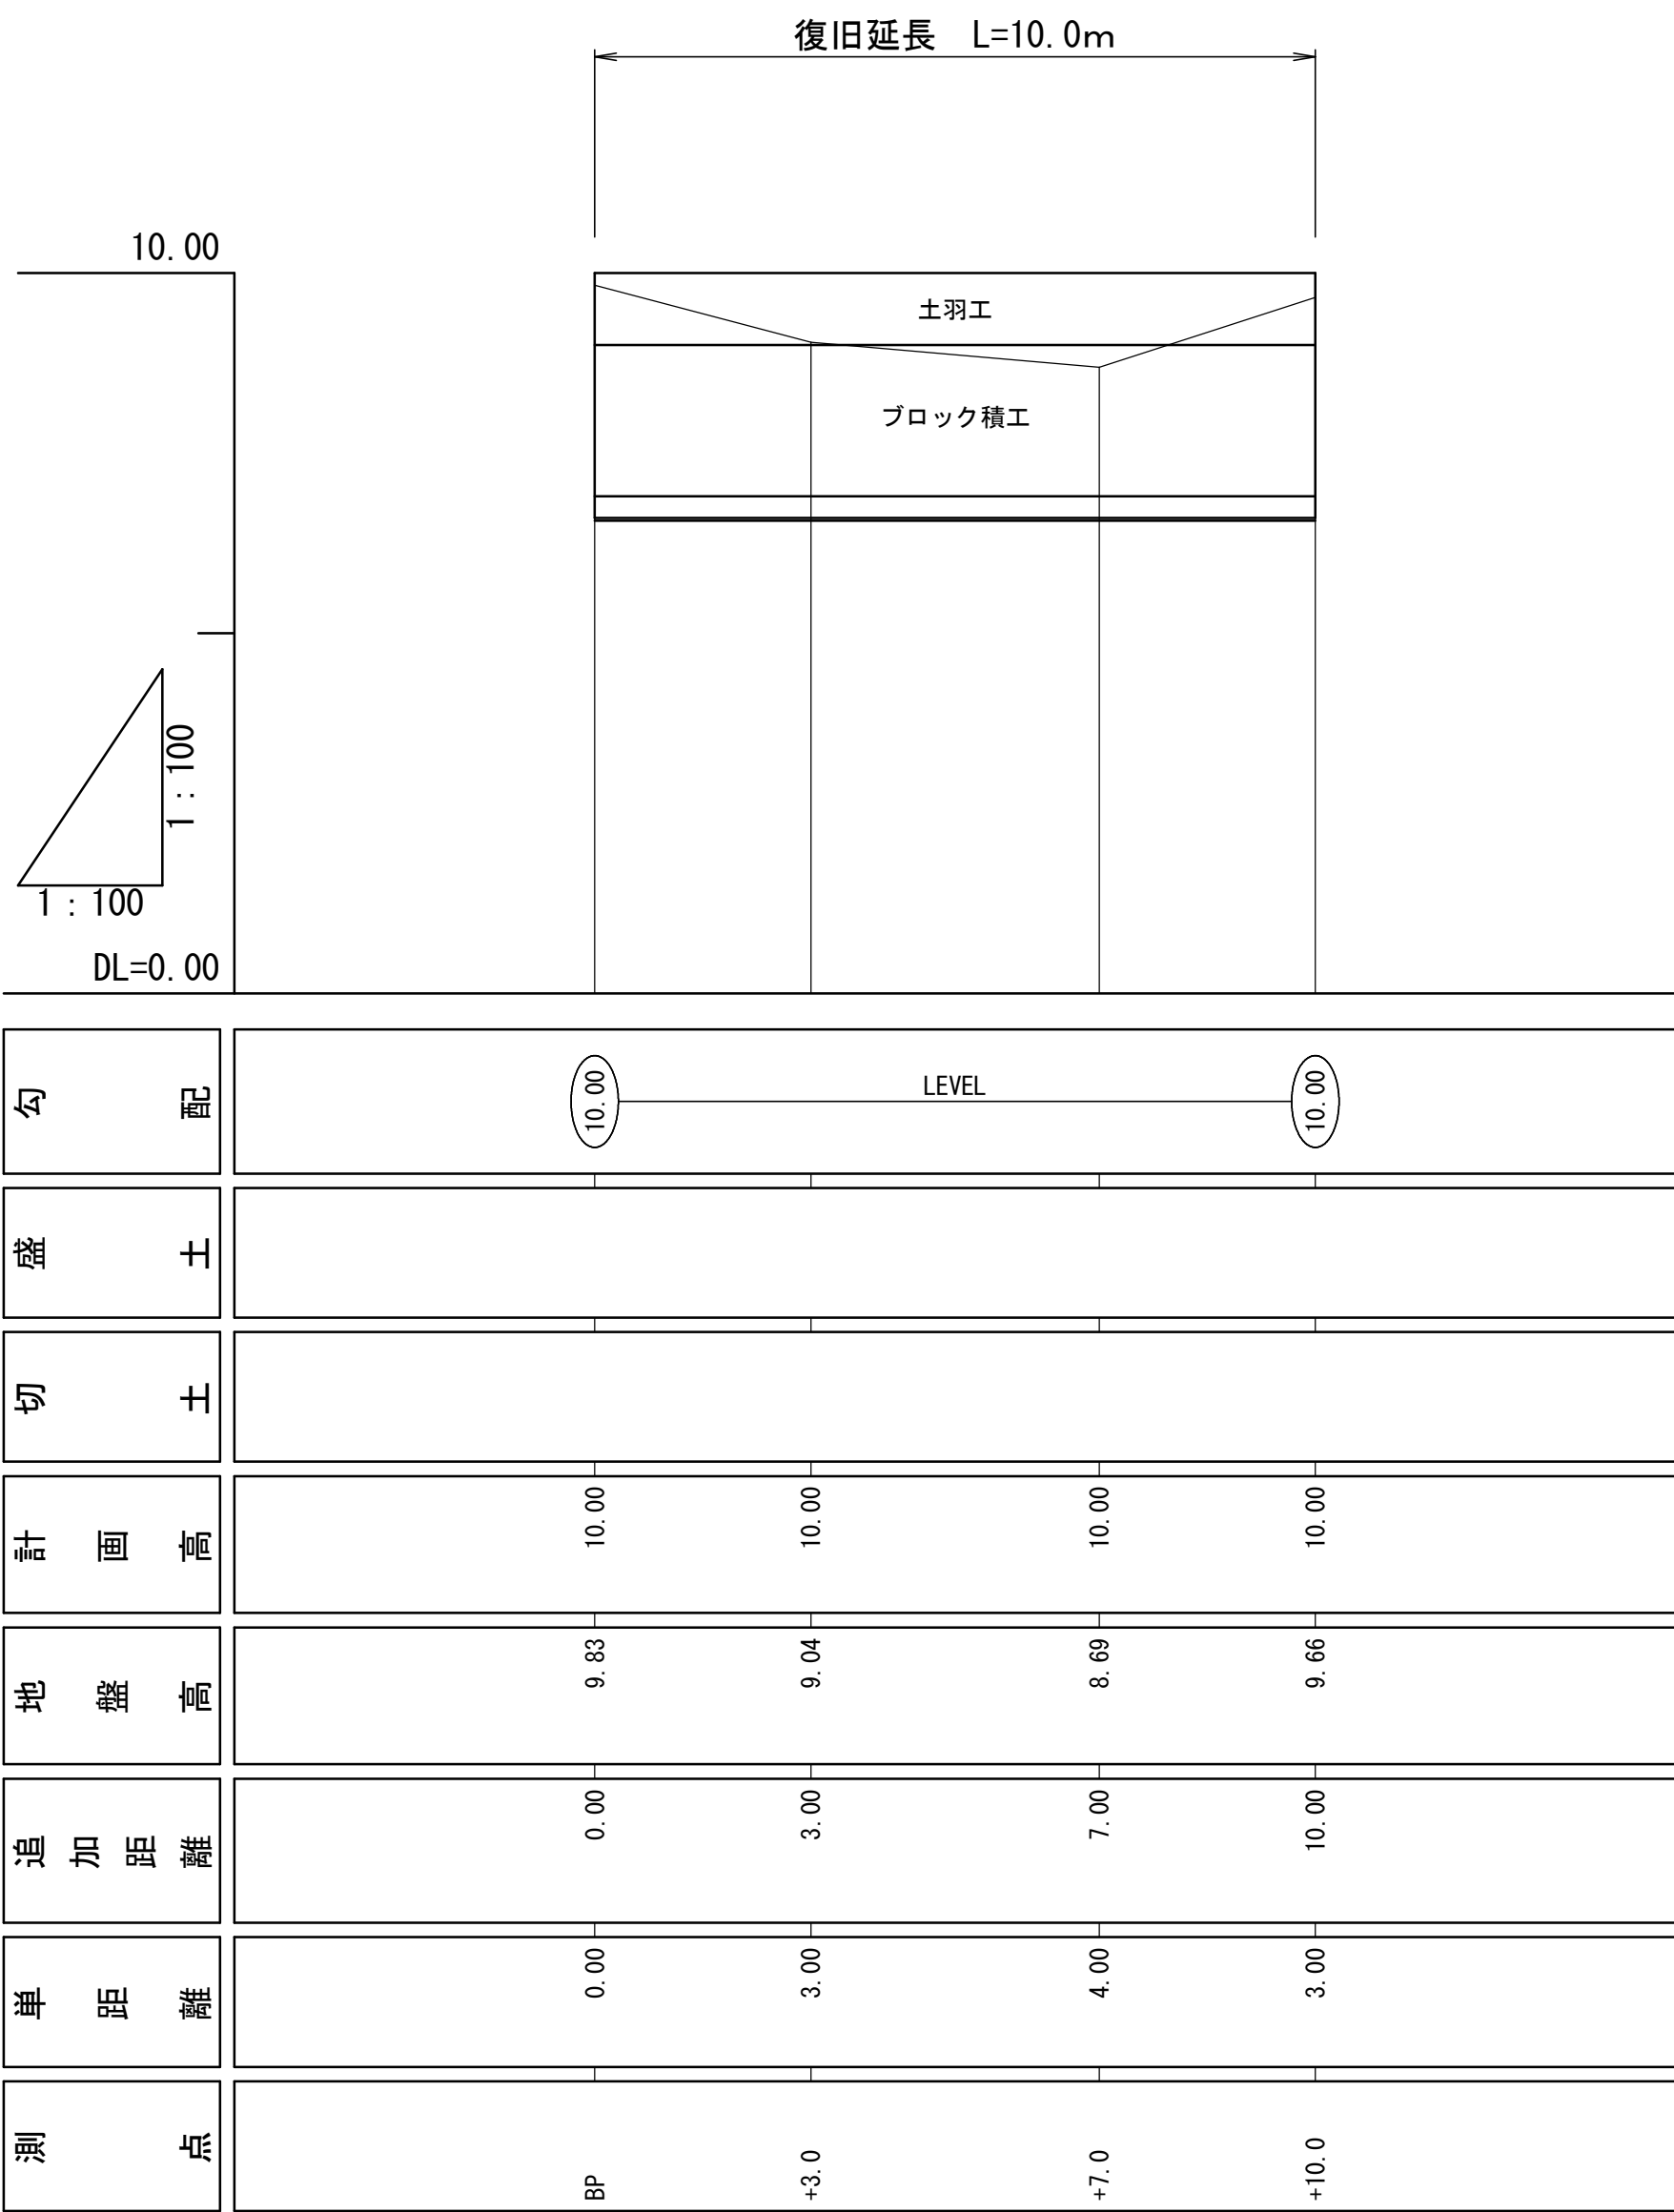 復旧延長　L=10.0m
10.00
土羽工
ブロック積工
1：100
1：100
DL=0.00
勾配 10.00 LEVEL 10.00
盛土
切土
計画高 10.00 10.00 10.00 10.00
地盤高 9.83 9.04 8.69 9.66
追加距離 0.00 3.00 7.00 10.00
単距離 0.00 3.00 4.00 3.00
測点 BP +3.0 +7.0 +10.0